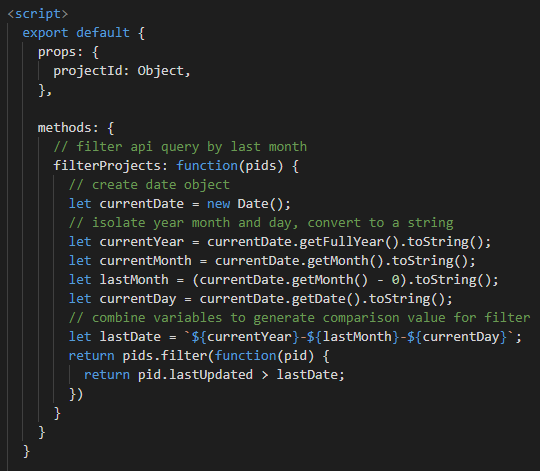 <script>
export default {
props: {
projectId: Object,
},
methods: {
// filter api query by last month
filterProjects: function(pids) {
// create date object
let currentDate = new Date();
// isolate year month and day, convert to a string
let currentYear = currentDate.getFullYear().toString();
let currentMonth = currentDate.getMonth().toString();
let lastMonth = (currentDate.getMonth() - 0).toString();
let currentDay = currentDate.getDate().toString();
// combine variables to generate comparison value for filter
let lastDate = `${currentYear}-${lastMonth}-${currentDay}`;
return pids.filter(function(pid) {
return pid.lastUpdated > lastDate;
})
}
}
}